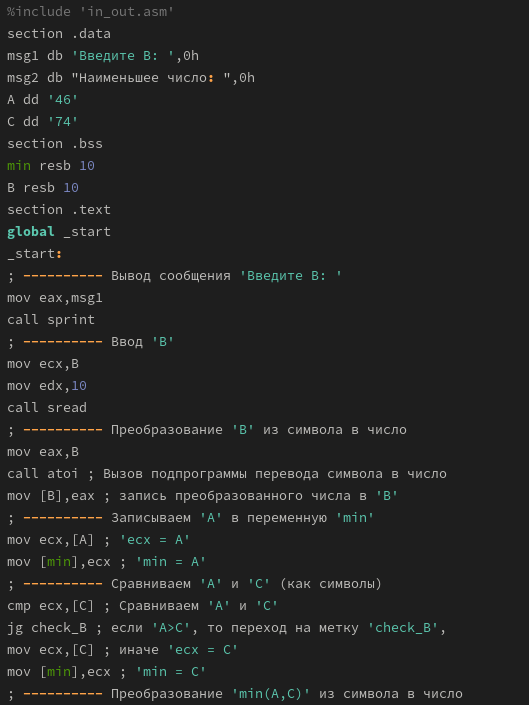 %include 'in_out.asm'
section .data
msg1 db 'Введите B: ',0h
msg2 db "Наименьшее число: ",0h
A dd '46'
C dd '74'
section .bss
min resb 10
B resb 10
section .text
global _start
_start:
; ---------- Вывод сообщения 'Введите B: '
mov eax,msg1
call sprint
; ---------- Ввод 'B'
mov ecx,B
mov edx,10
call sread
; ---------- Преобразование 'B' из символа в число
mov eax,B
call atoi ; Вызов подпрограммы перевода символа в число
mov [B],eax ; запись преобразованного числа в 'B'
; ---------- Записываем 'A' в переменную 'min'
mov ecx,[A] ; 'ecx = A'
mov [min],ecx ; 'min = A'
; ---------- Сравниваем 'A' и 'С' (как символы)
cmp ecx,[C] ; Сравниваем 'A' и 'С'
jg check_B ; если 'A>C', то переход на метку 'check_B',
mov ecx,[C] ; иначе 'ecx = C'
mov [min],ecx ; 'min = C'
; ---------- Преобразование 'min(A,C)' из символа в число